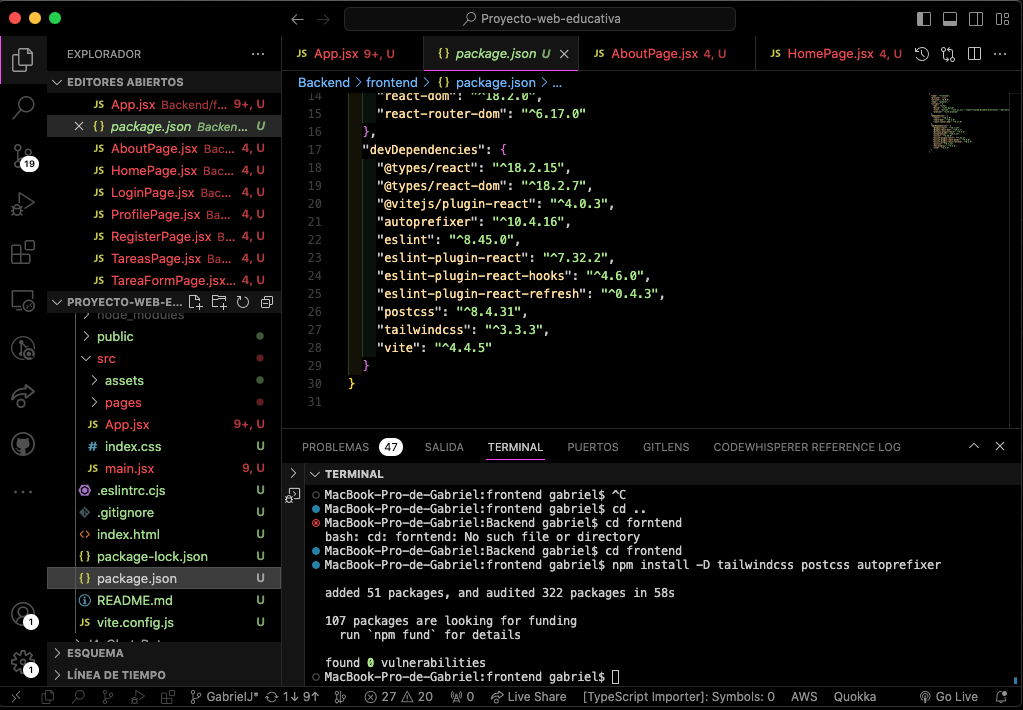 Proyecto-web-educativa
EXPLORADOR
EDITORES ABIERTOS
JS App.jsx Backend/f... 9+, U
{} package.json Backen... U
JS AboutPage.jsx Bac... 4, U
JS HomePage.jsx Bac... 4, U
JS LoginPage.jsx Bac... 4, U
JS ProfilePage.jsx Ba... 4, U
JS RegisterPage.jsx B... 4, U
JS TareasPage.jsx Ba... 4, U
JS TareaFormPage.jsx... 4, U
PROYECTO-WEB-E...
node_modules
public
src
assets
pages
JS App.jsx 9+, U
# index.css U
JS main.jsx 9, U
.eslintrc.cjs U
.gitignore U
<> index.html U
{} package-lock.json U
{} package.json U
README.md U
JS vite.config.js U
ESQUEMA
LÍNEA DE TIEMPO
19
1
1
JS App.jsx 9+, U
{} package.json U
JS AboutPage.jsx 4, U
JS HomePage.jsx 4, U
Backend > frontend > {} package.json > ...
14 "react-dom": "^18.2.0",
15 "react-router-dom": "^6.17.0"
16 },
17 "devDependencies": {
18 "@types/react": "^18.2.15",
19 "@types/react-dom": "^18.2.7",
20 "@vitejs/plugin-react": "^4.0.3",
21 "autoprefixer": "^10.4.16",
22 "eslint": "^8.45.0",
23 "eslint-plugin-react": "^7.32.2",
24 "eslint-plugin-react-hooks": "^4.6.0",
25 "eslint-plugin-react-refresh": "^0.4.3",
26 "postcss": "^8.4.31",
27 "tailwindcss": "^3.3.3",
28 "vite": "^4.4.5"
29 }
30 }
31
PROBLEMAS 47 SALIDA TERMINAL PUERTOS GITLENS CODEWHISPERER REFERENCE LOG
TERMINAL
MacBook-Pro-de-Gabriel:frontend gabriel$ ^C
MacBook-Pro-de-Gabriel:frontend gabriel$ cd ..
MacBook-Pro-de-Gabriel:Backend gabriel$ cd forntend
bash: cd: forntend: No such file or directory
MacBook-Pro-de-Gabriel:Backend gabriel$ cd frontend
MacBook-Pro-de-Gabriel:frontend gabriel$ npm install -D tailwindcss postcss autoprefixer
added 51 packages, and audited 322 packages in 58s
107 packages are looking for funding
run `npm fund` for details
found 0 vulnerabilities
MacBook-Pro-de-Gabriel:frontend gabriel$
GabrielJ* 1↓ 9↑ 27 20 0 Live Share [TypeScript Importer]: Symbols: 0 AWS Quokka Go Live